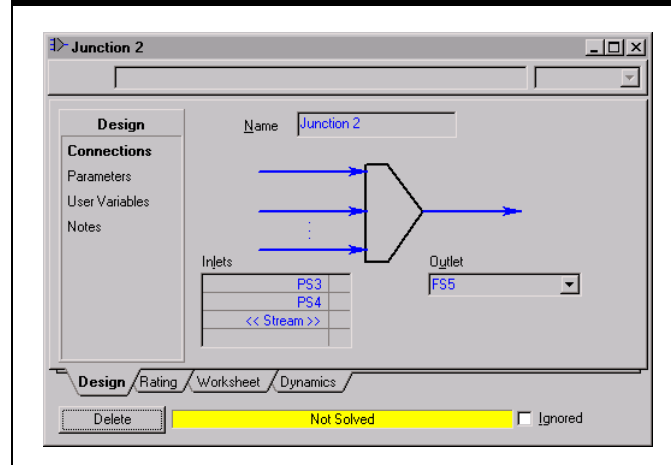 Junction 2
Design
Connections
Parameters
User Variables
Notes
Name Junction 2
Inlets
PS3
PS4
<< Stream >>
Outlet
FS5
Design Rating Worksheet Dynamics
Delete Not Solved Ignored